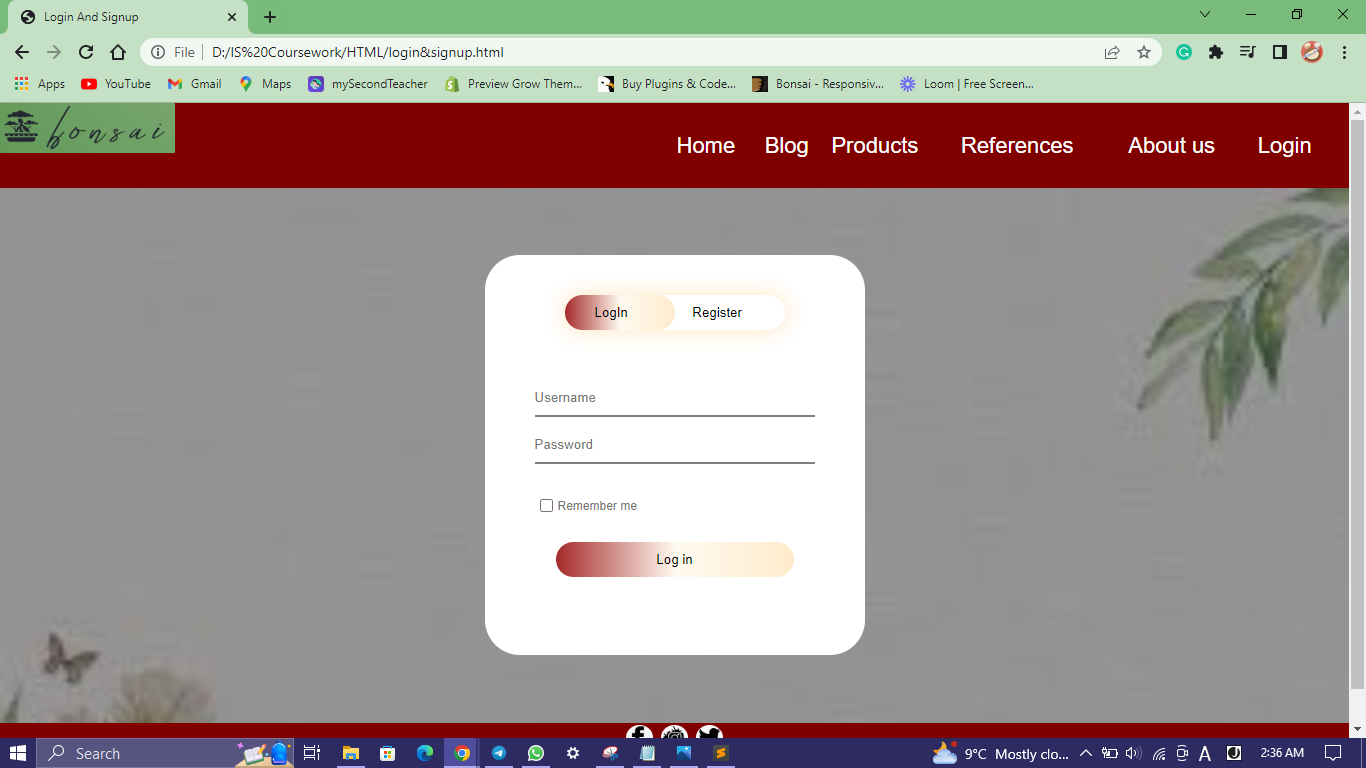 Login And Signup
File D:/IS%20Coursework/HTML/login&signup.html
Apps YouTube Gmail Maps mySecondTeacher Preview Grow Them... Buy Plugins & Code... Bonsai - Responsiv... Loom | Free Screen...
bonsai
Home Blog Products References About us Login
LogIn Register
Username
Password
Remember me
Log in
Search 9°C Mostly clo... A 2:36 AM